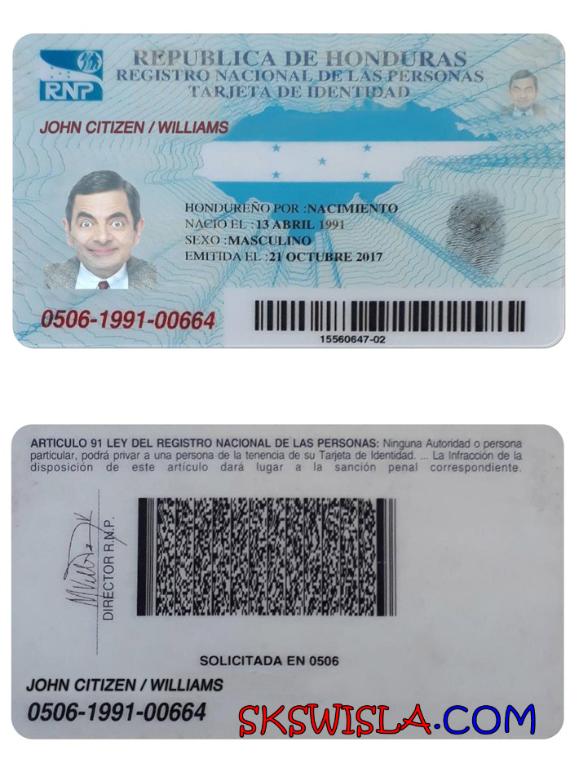 REPUBLICA DE HONDURAS
REGISTRO NACIONAL DE LAS PERSONAS
TARJETA DE IDENTIDAD
RNP
JOHN CITIZEN / WILLIAMS
HONDUREÑO POR :NACIMIENTO
NACIO EL :13 ABRIL 1991
SEXO :MASCULINO
EMITIDA EL :21 OCTUBRE 2017
0506-1991-00664
15560647-02
ARTICULO 91 LEY DEL REGISTRO NACIONAL DE LAS PERSONAS: Ninguna Autoridad o persona
particular, podrá privar a una persona de la tenencia de su Tarjeta de Identidad. ... La Infracción de la
disposición de este artículo dará lugar a la sanción penal correspondiente.
DIRECTOR R.N.P.
SOLICITADA EN 0506
JOHN CITIZEN / WILLIAMS
0506-1991-00664
SKSWISLA.COM